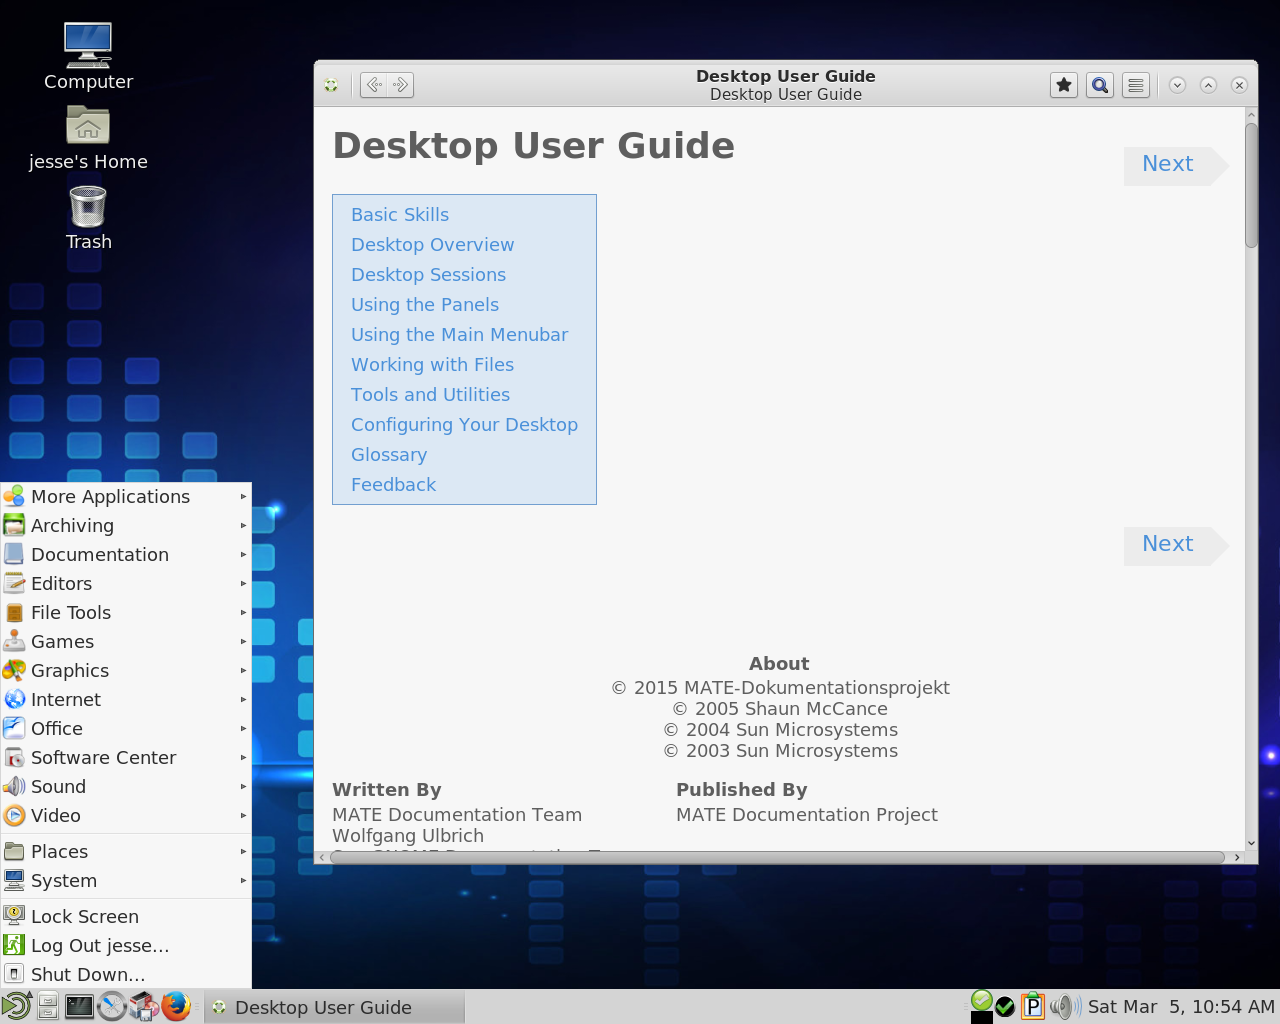 Computer
jesse's Home
Trash
Desktop User Guide
Desktop User Guide
Desktop User Guide
Next
Basic Skills
Desktop Overview
Desktop Sessions
Using the Panels
Using the Main Menubar
Working with Files
Tools and Utilities
Configuring Your Desktop
Glossary
Feedback
Next
About
© 2015 MATE-Dokumentationsprojekt
© 2005 Shaun McCance
© 2004 Sun Microsystems
© 2003 Sun Microsystems
Written By
MATE Documentation Team
Wolfgang Ulbrich
Published By
MATE Documentation Project
More Applications
Archiving
Documentation
Editors
File Tools
Games
Graphics
Internet
Office
Software Center
Sound
Video
Places
System
Lock Screen
Log Out jesse...
Shut Down...
Desktop User Guide
P
Sat Mar 5, 10:54 AM